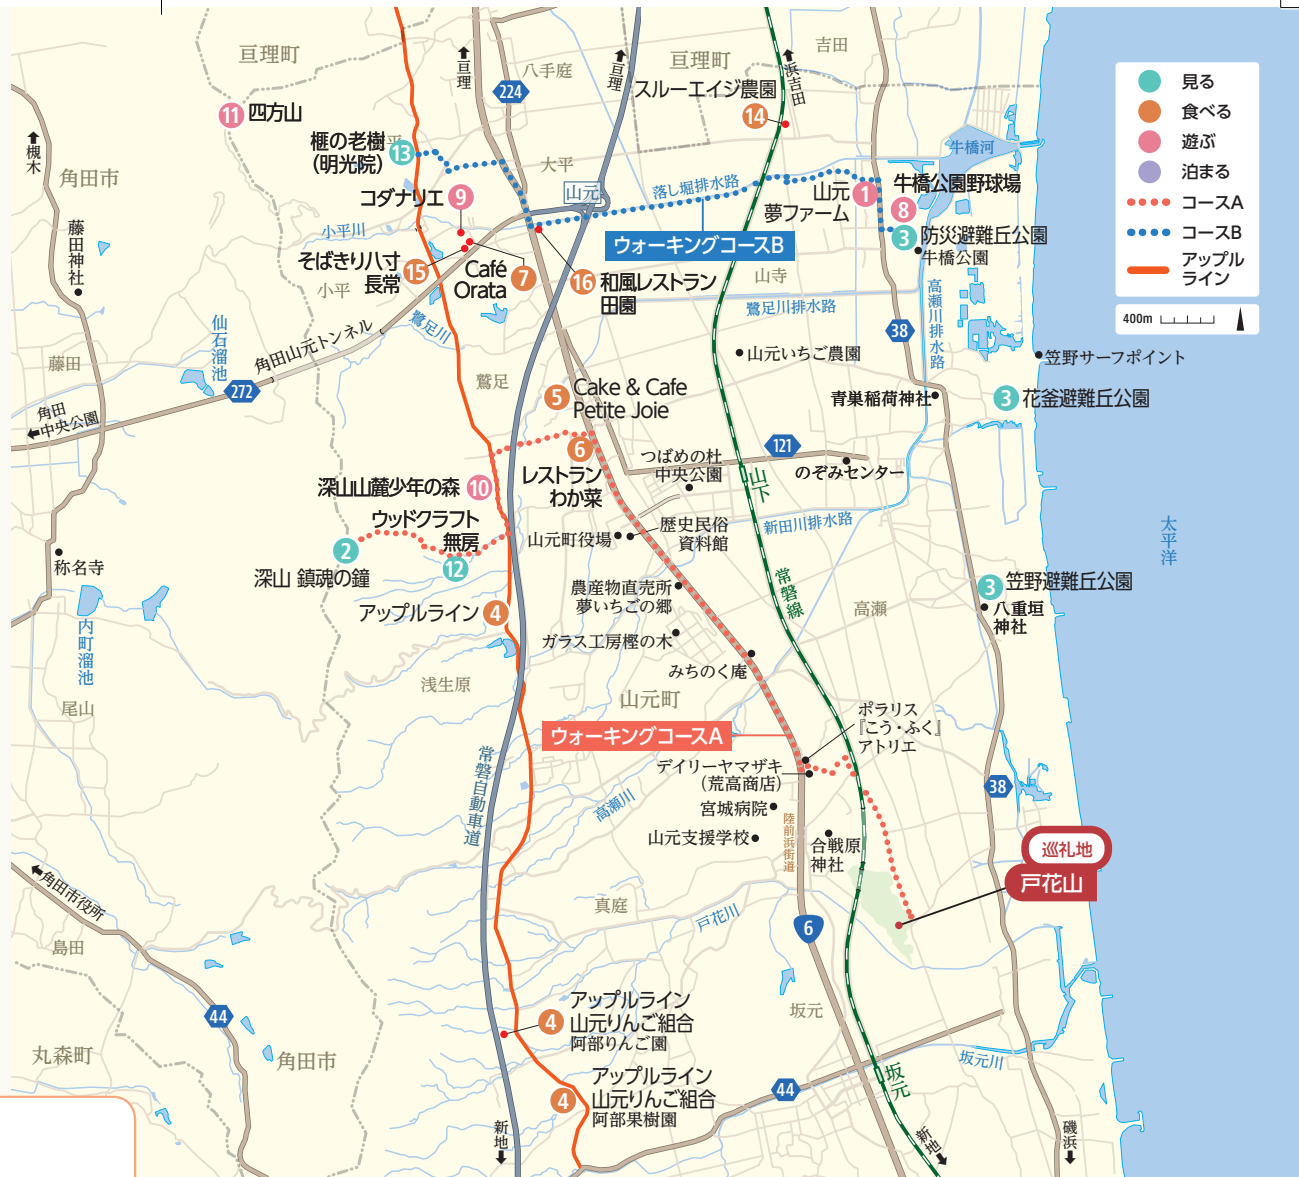 亘理町
亘理
八手庭
亘理
亘理町
吉田
浜吉田
スルーエイジ農園
14
224
11 四方山
槻木
角田市
榧の老樹
(明光院)
13
小平
大平
山元
落し堀排水路
牛橋河
山元
夢ファーム
1
牛橋公園野球場
8
3 防災避難丘公園
牛橋公園
コダナリエ 9
藤田神社
小平川
ウォーキングコースB
そばきり八寸
長常
15
小平
Café
Orata
7
16 和風レストラン
田園
山寺
鷲足川排水路
高瀬川排水路
38
仙石溜池
角田山元トンネル
鷲足川
鷲足
藤田
272
角田
中央公園
山元いちご農園
笠野サーフポイント
青巣稲荷神社
3 花釜避難丘公園
5 Cake & Cafe
Petite Joie
6
レストラン
わか菜
121
つばめの杜
中央公園
のぞみセンター
山下
深山山麓少年の森 10
ウッドクラフト
無房
12
2
深山 鎮魂の鐘
新田川排水路
山元町役場
歴史民俗
資料館
太平洋
称名寺
農産物直売所
夢いちごの郷
常磐線
高瀬
3 笠野避難丘公園
八重垣
神社
アップルライン 4
内町溜池
ガラス工房樫の木
みちのく庵
浅生原
山元町
尾山
ウォーキングコースA
ポラリス
『こう・ふく』
アトリエ
デイリーヤマザキ
(荒高商店)
常磐自動車道
高瀬川
宮城病院
山元支援学校
陸前浜街道
合戦原
神社
38
巡礼地
戸花山
角田市役所
真庭
戸花川
6
島田
44
丸森町
角田市
坂元
4
アップルライン
山元りんご組合
阿部りんご園
4
アップルライン
山元りんご組合
阿部果樹園
44
坂元
坂元川
新地
新地
磯浜
見る
食べる
遊ぶ
泊まる
コースA
コースB
アップル
ライン
400m